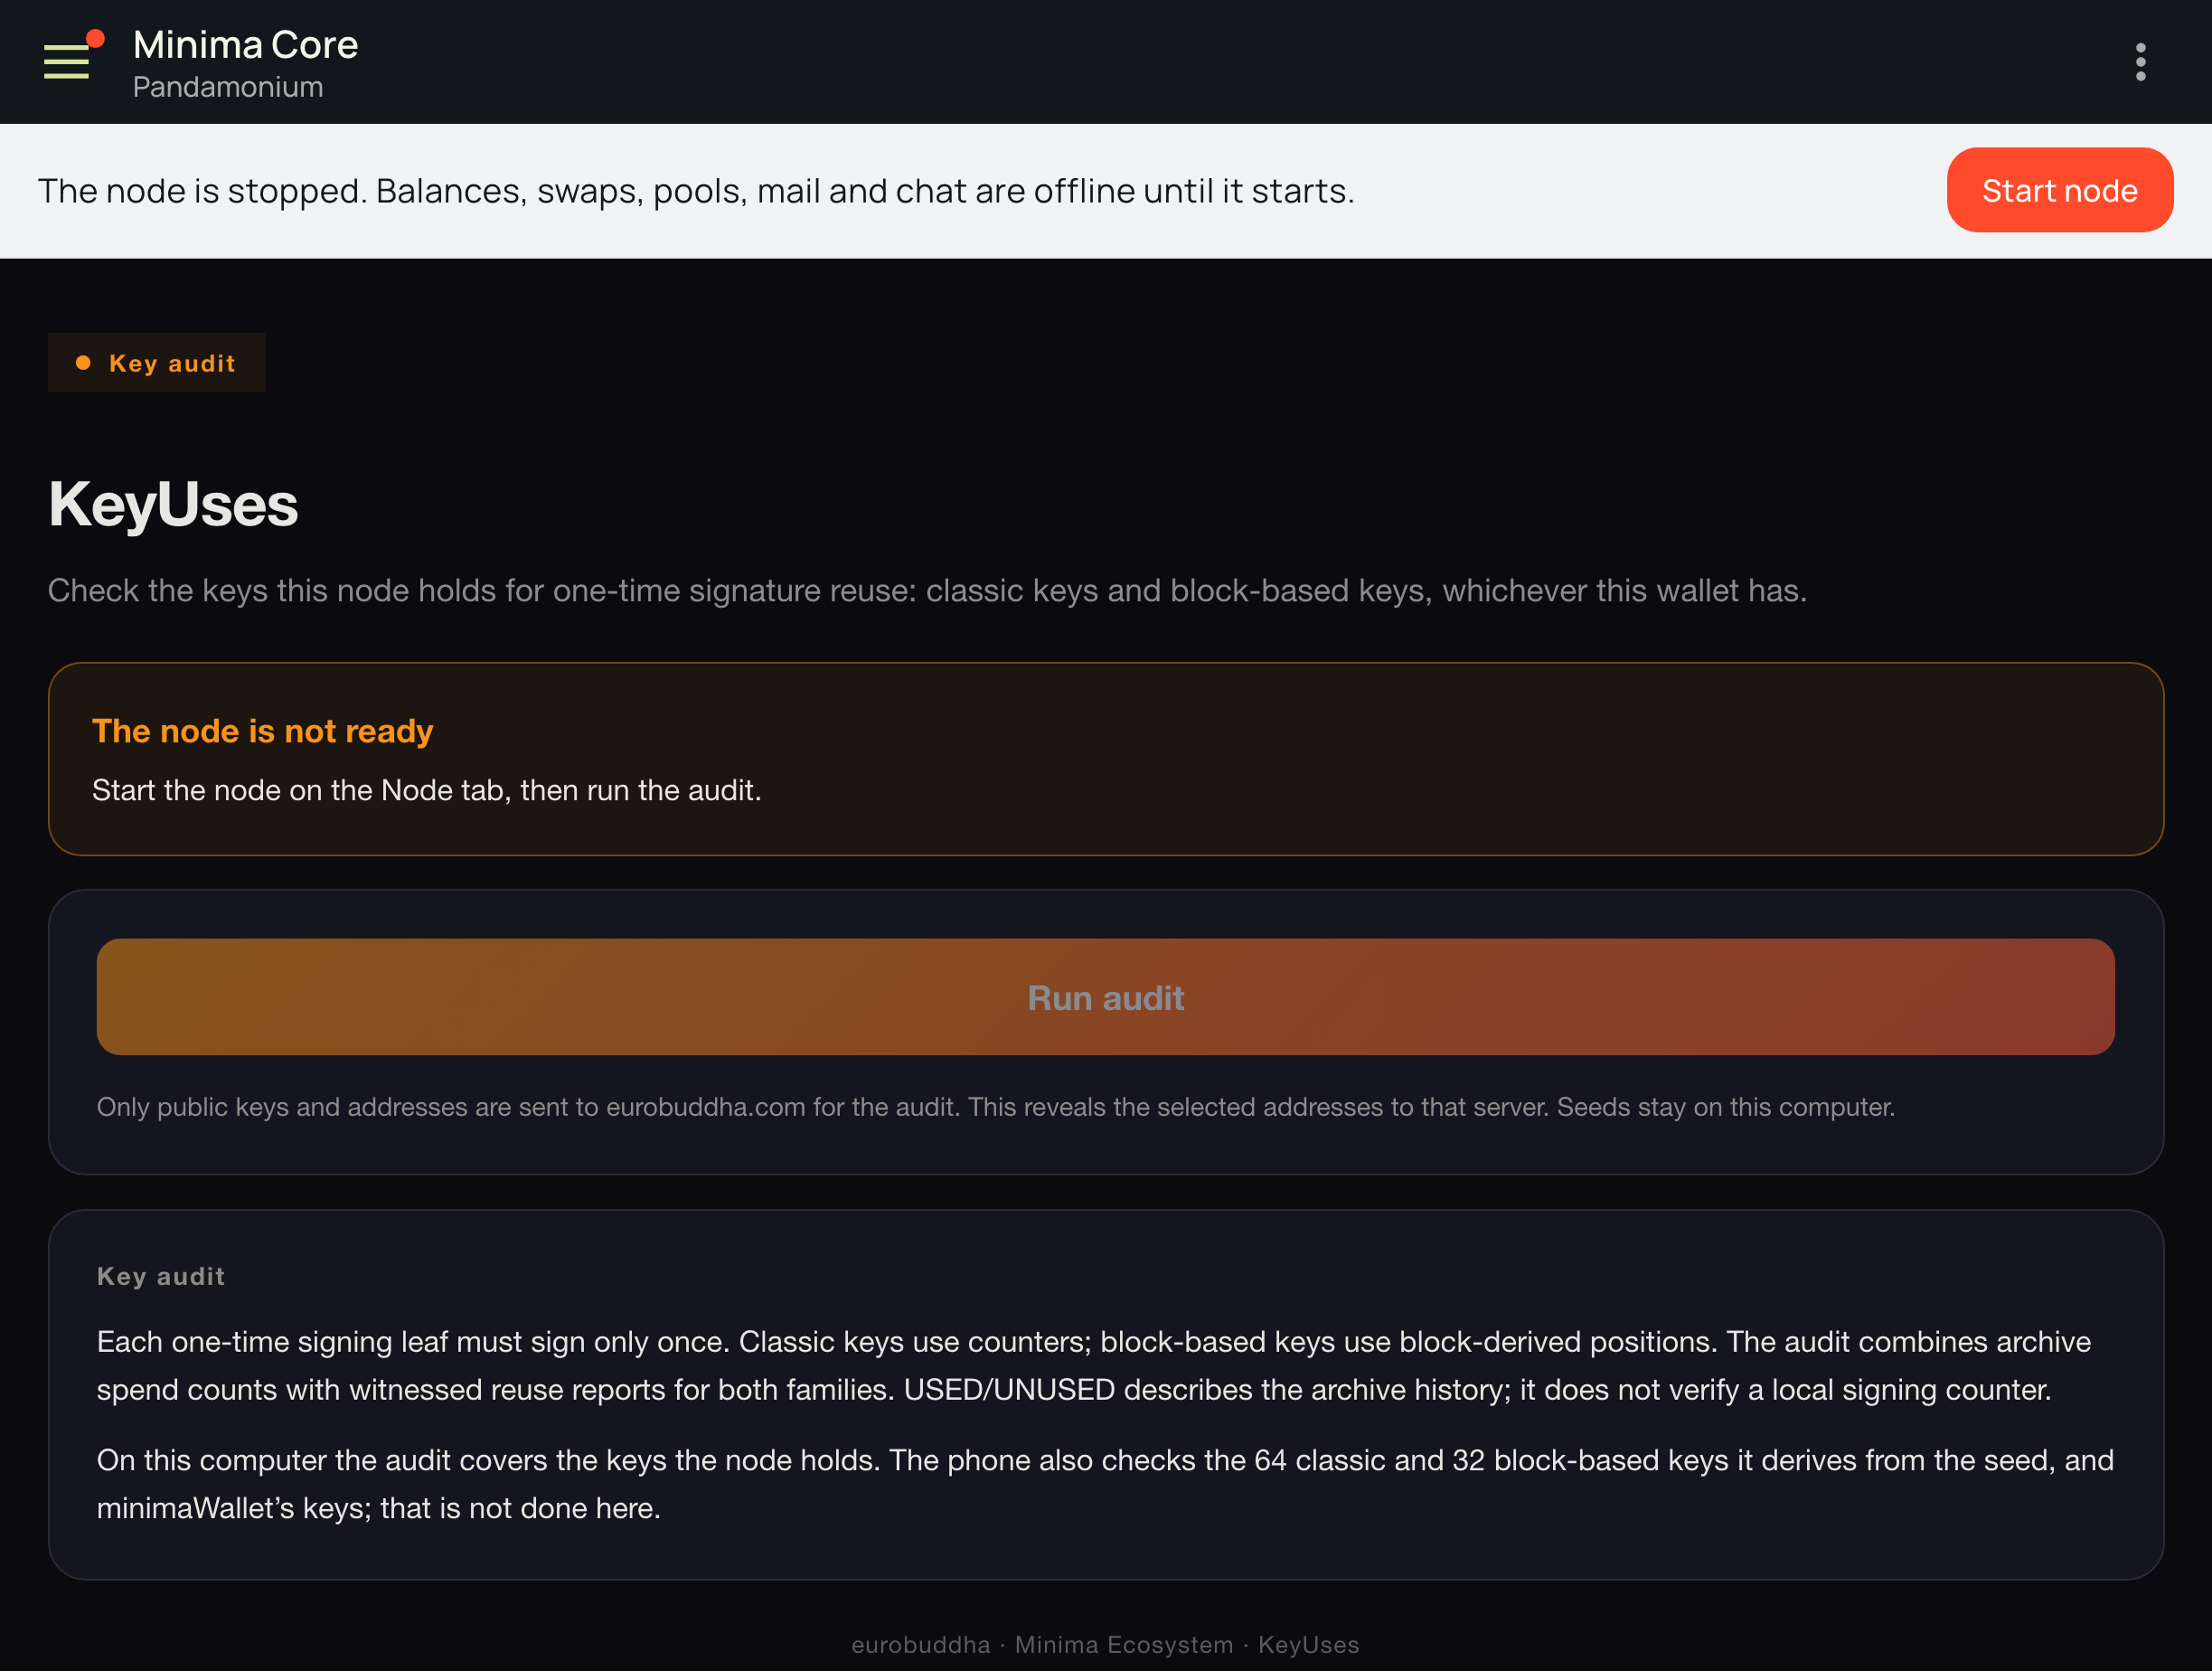 Minima Core
Pandamonium
The node is stopped. Balances, swaps, pools, mail and chat are offline until it starts.
Start node
Key audit
KeyUses
Check the keys this node holds for one-time signature reuse: classic keys and block-based keys, whichever this wallet has.
The node is not ready
Start the node on the Node tab, then run the audit.
Run audit
Only public keys and addresses are sent to eurobuddha.com for the audit. This reveals the selected addresses to that server. Seeds stay on this computer.
Key audit
Each one-time signing leaf must sign only once. Classic keys use counters; block-based keys use block-derived positions. The audit combines archive
spend counts with witnessed reuse reports for both families. USED/UNUSED describes the archive history; it does not verify a local signing counter.
On this computer the audit covers the keys the node holds. The phone also checks the 64 classic and 32 block-based keys it derives from the seed, and
minimaWallet’s keys; that is not done here.
eurobuddha · Minima Ecosystem · KeyUses